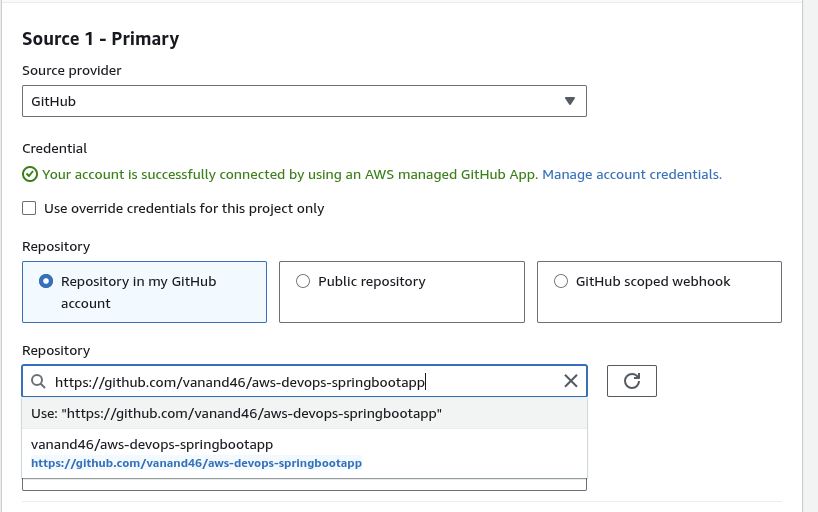 Source 1 - Primary
Source provider
GitHub
Credential
Your account is successfully connected by using an AWS managed GitHub App. Manage account credentials.
Use override credentials for this project only
Repository
Repository in my GitHub
account
Public repository
GitHub scoped webhook
Repository
https://github.com/vanand46/aws-devops-springbootapp
Use: "https://github.com/vanand46/aws-devops-springbootapp"
vanand46/aws-devops-springbootapp
https://github.com/vanand46/aws-devops-springbootapp